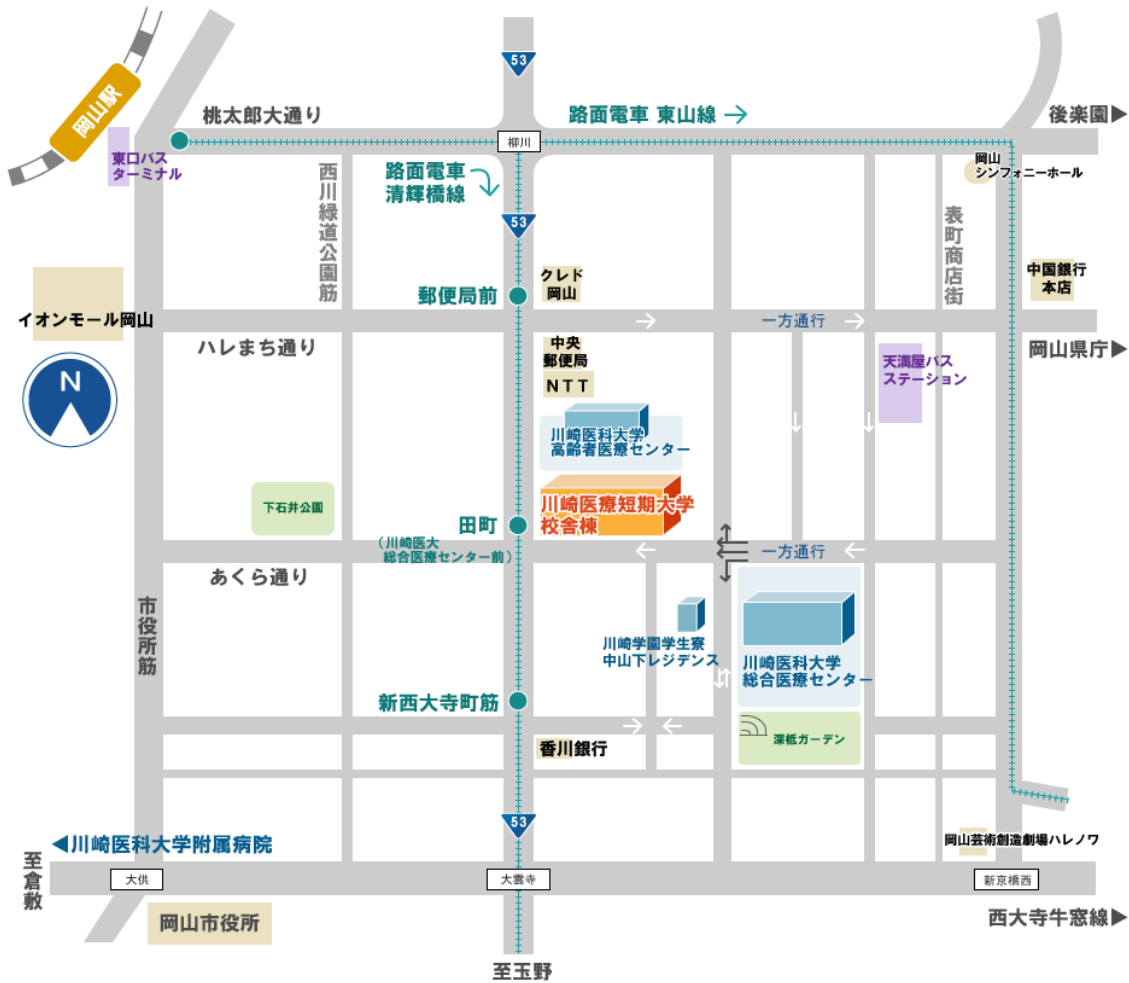 53
岡山駅
桃太郎大通り
路面電車 東山線
後楽園
柳川
東口バス
ターミナル
西川緑道公園筋
路面電車
清輝橋線
53
岡山
シンフォニーホール
表町商店街
クレド
岡山
中国銀行
本店
郵便局前
イオンモール岡山
一方通行
ハレまち通り
岡山県庁
中央
郵便局
NTT
天満屋バス
ステーション
N
川崎医科大学
高齢者医療センター
川崎医療短期大学
校舎棟
下石井公園
田町
(川崎医大
総合医療センター前)
一方通行
あくら通り
市役所筋
川崎学園学生寮
中山下レジデンス
川崎医科大学
総合医療センター
新西大寺町筋
香川銀行
深柢ガーデン
53
川崎医科大学附属病院
岡山芸術創造劇場ハレノワ
至倉敷
大供
大雲寺
新京橋西
岡山市役所
西大寺牛窓線
至玉野